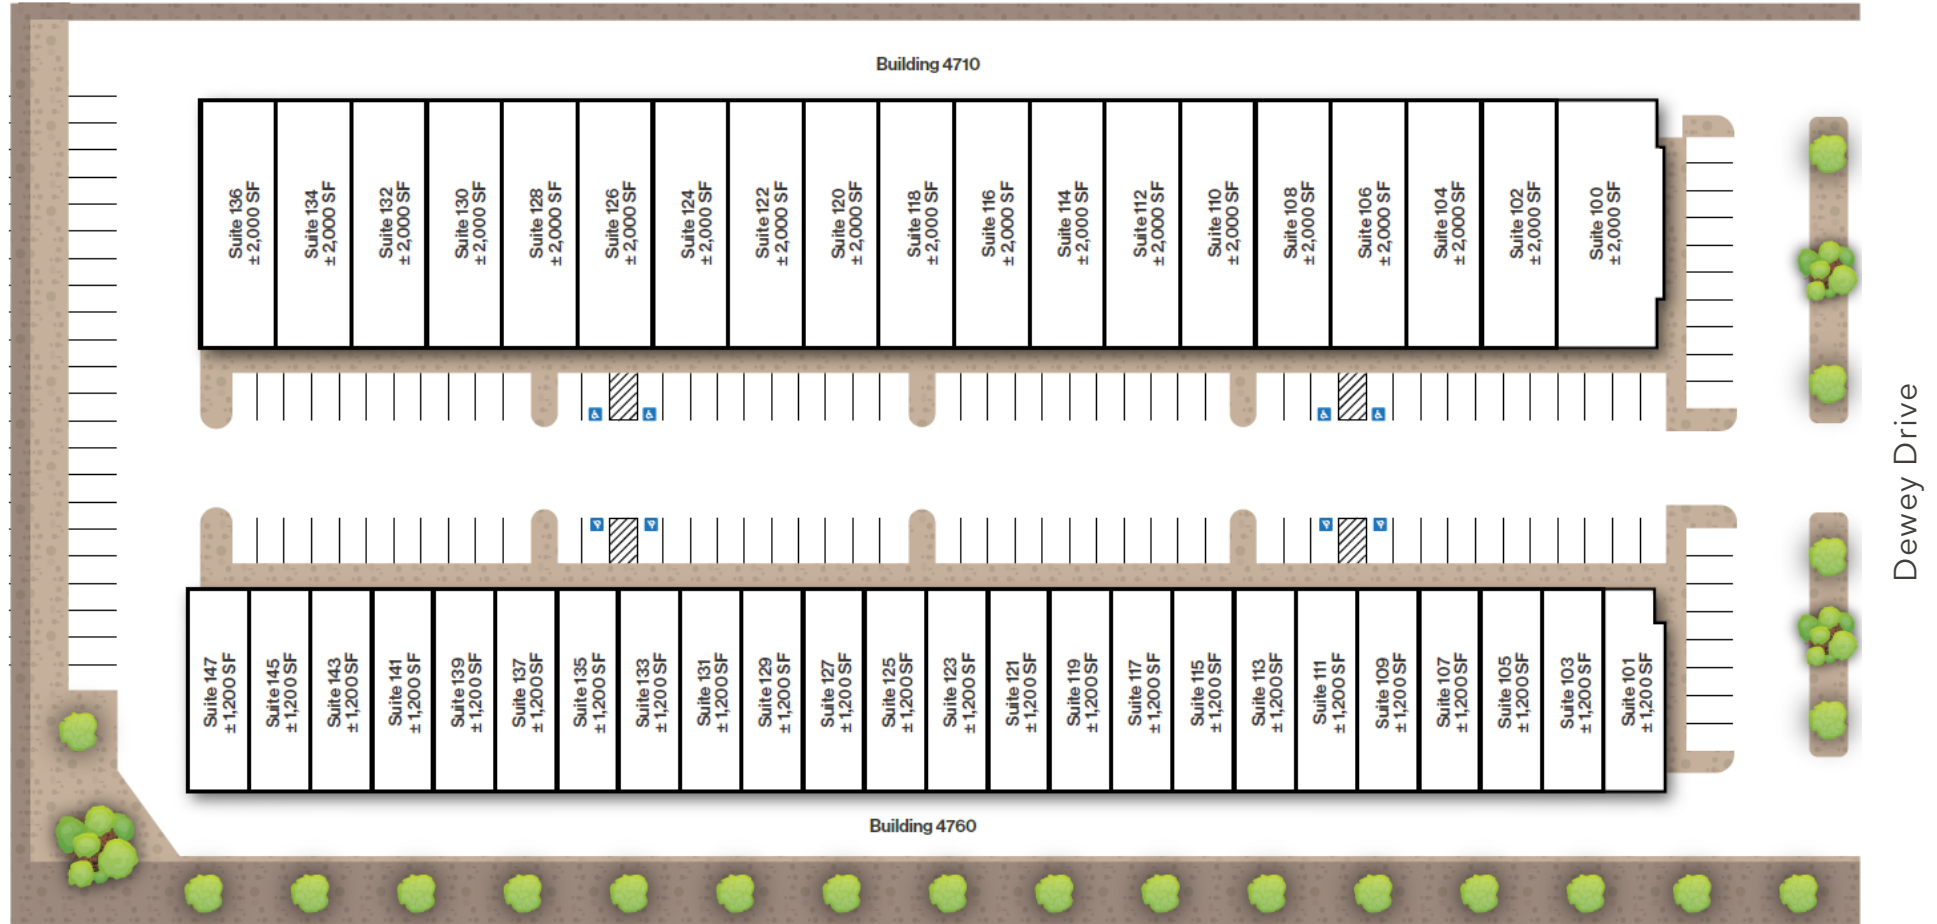 Building 4710
Suite 136
± 2,000 SF
Suite 134
± 2,000 SF
Suite 132
± 2,000 SF
Suite 130
± 2,000 SF
Suite 128
± 2,000 SF
Suite 126
± 2,000 SF
Suite 124
± 2,000 SF
Suite 122
± 2,000 SF
Suite 120
± 2,000 SF
Suite 118
± 2,000 SF
Suite 116
± 2,000 SF
Suite 114
± 2,000 SF
Suite 112
± 2,000 SF
Suite 110
± 2,000 SF
Suite 108
± 2,000 SF
Suite 106
± 2,000 SF
Suite 104
± 2,000 SF
Suite 102
± 2,000 SF
Suite 100
± 2,000 SF
Dewey Drive
Suite 147
± 1,200 SF
Suite 145
± 1,200 SF
Suite 143
± 1,200 SF
Suite 141
± 1,200 SF
Suite 139
± 1,200 SF
Suite 137
± 1,200 SF
Suite 135
± 1,200 SF
Suite 133
± 1,200 SF
Suite 131
± 1,200 SF
Suite 129
± 1,200 SF
Suite 127
± 1,200 SF
Suite 125
± 1,200 SF
Suite 123
± 1,200 SF
Suite 121
± 1,200 SF
Suite 119
± 1,200 SF
Suite 117
± 1,200 SF
Suite 115
± 1,200 SF
Suite 113
± 1,200 SF
Suite 111
± 1,200 SF
Suite 109
± 1,200 SF
Suite 107
± 1,200 SF
Suite 105
± 1,200 SF
Suite 103
± 1,200 SF
Suite 101
± 1,200 SF
Building 4760